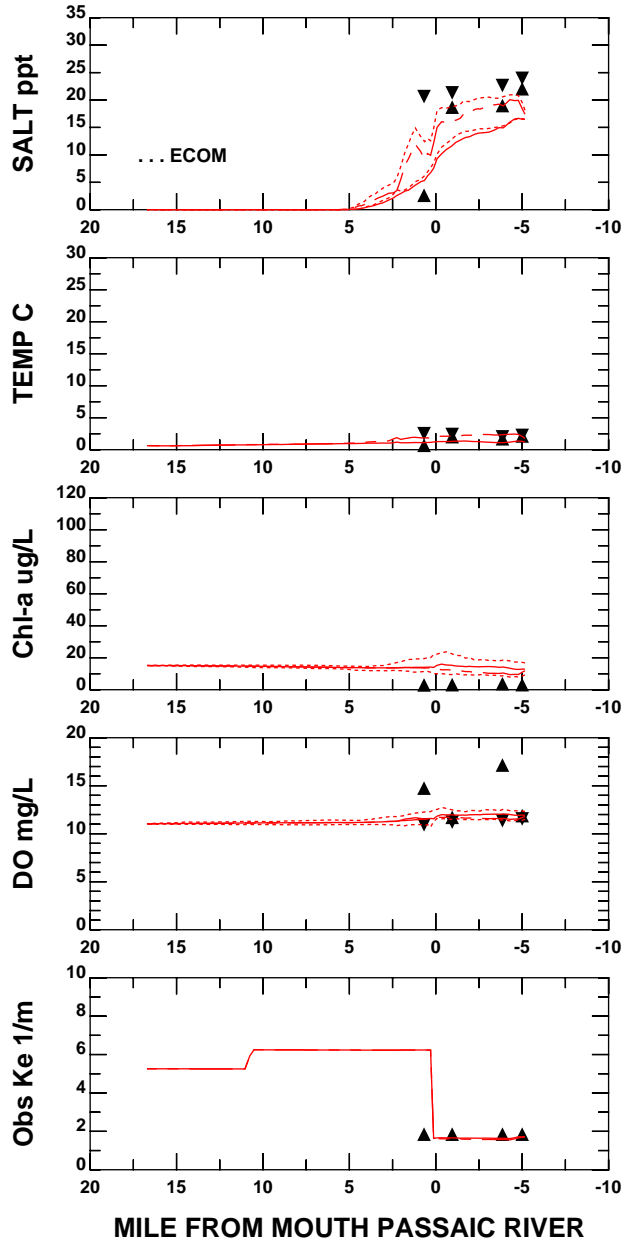 35
30
25
20
15
10
5
0
SALT ppt
. . . ECOM
20 15 10 5 0 -5 -10
30
25
20
15
10
5
0
TEMP C
20 15 10 5 0 -5 -10
120
100
80
60
40
20
0
Chl-a ug/L
20 15 10 5 0 -5 -10
20
15
10
5
0
DO mg/L
20 15 10 5 0 -5 -10
10
8
6
4
2
0
Obs Ke 1/m
20 15 10 5 0 -5 -10
MILE FROM MOUTH PASSAIC RIVER